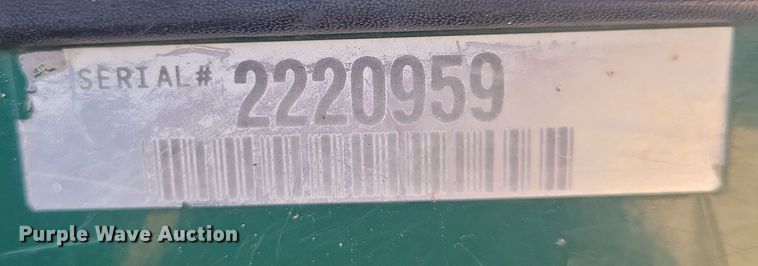 SERIAL# 2220959
Purple Wave Auction